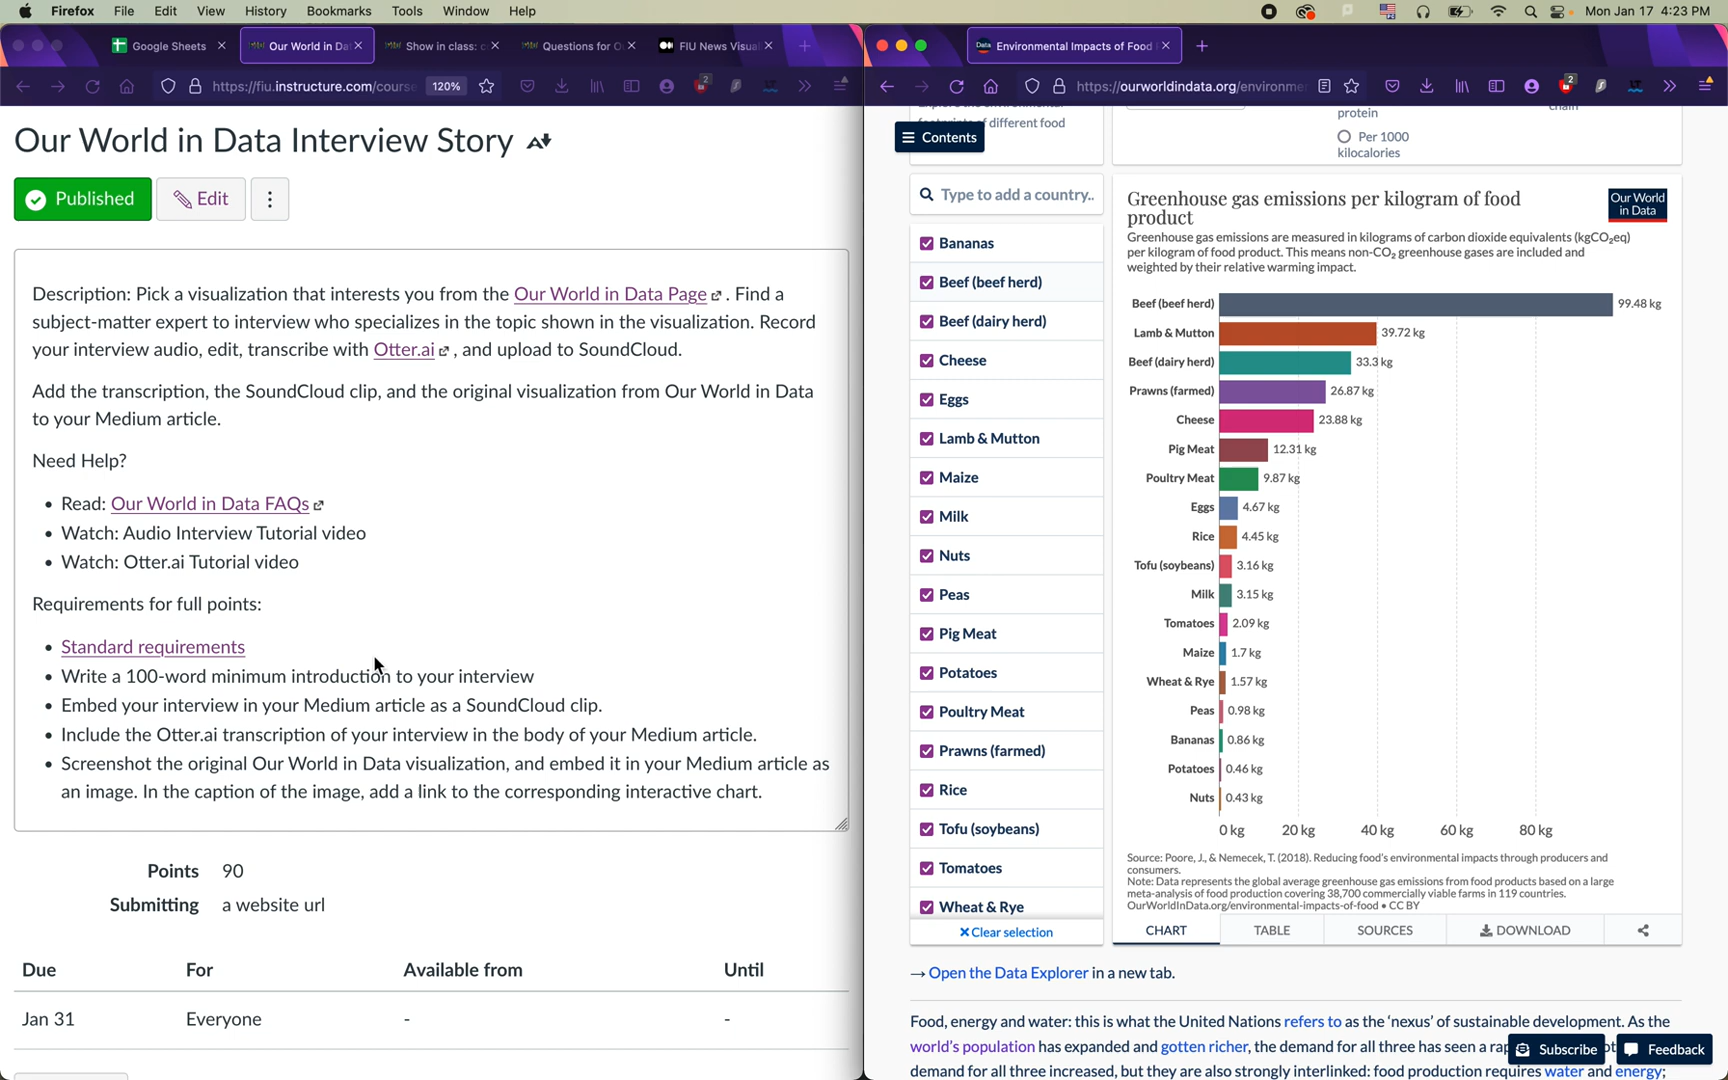 Firefox File Edit View History Bookmarks Tools Window Help Mon Jan 17 4:23 PM
Google Sheets
Our World in Da
Show in class: c
Questions for O
FIU News Visual
https://fiu.instructure.com/course
120%
2
Our World in Data Interview Story
Published
Edit
Description: Pick a visualization that interests you from the Our World in Data Page . Find a
subject-matter expert to interview who specializes in the topic shown in the visualization. Record
your interview audio, edit, transcribe with Otter.ai , and upload to SoundCloud.
Add the transcription, the SoundCloud clip, and the original visualization from Our World in Data
to your Medium article.
Need Help?
• Read: Our World in Data FAQs
• Watch: Audio Interview Tutorial video
• Watch: Otter.ai Tutorial video
Requirements for full points:
• Standard requirements
• Write a 100-word minimum introduction to your interview
• Embed your interview in your Medium article as a SoundCloud clip.
• Include the Otter.ai transcription of your interview in the body of your Medium article.
• Screenshot the original Our World in Data visualization, and embed it in your Medium article as
an image. In the caption of the image, add a link to the corresponding interactive chart.
Points 90
Submitting a website url
Due For Available from Until
Jan 31 Everyone - -
Data
Environmental Impacts of Food
https://ourworldindata.org/environme
2
of different food
Contents
protein
Per 1000
kilocalories
chain
Type to add a country..
Bananas
Beef (beef herd)
Beef (dairy herd)
Cheese
Eggs
Lamb & Mutton
Maize
Milk
Nuts
Peas
Pig Meat
Potatoes
Poultry Meat
Prawns (farmed)
Rice
Tofu (soybeans)
Tomatoes
Wheat & Rye
Clear selection
Greenhouse gas emissions per kilogram of food
product
Our World
in Data
Greenhouse gas emissions are measured in kilograms of carbon dioxide equivalents (kgCO₂eq)
per kilogram of food product. This means non-CO₂ greenhouse gases are included and
weighted by their relative warming impact.
Beef (beef herd) 99.48 kg
Lamb & Mutton 39.72 kg
Beef (dairy herd) 33.3 kg
Prawns (farmed) 26.87 kg
Cheese 23.88 kg
Pig Meat 12.31 kg
Poultry Meat 9.87 kg
Eggs 4.67 kg
Rice 4.45 kg
Tofu (soybeans) 3.16 kg
Milk 3.15 kg
Tomatoes 2.09 kg
Maize 1.7 kg
Wheat & Rye 1.57 kg
Peas 0.98 kg
Bananas 0.86 kg
Potatoes 0.46 kg
Nuts 0.43 kg
0 kg 20 kg 40 kg 60 kg 80 kg
Source: Poore, J., & Nemecek, T. (2018). Reducing food's environmental impacts through producers and
consumers.
Note: Data represents the global average greenhouse gas emissions from food products based on a large
meta-analysis of food production covering 38,700 commercially viable farms in 119 countries.
OurWorldInData.org/environmental-impacts-of-food • CC BY
CHART TABLE SOURCES DOWNLOAD
→ Open the Data Explorer in a new tab.
Food, energy and water: this is what the United Nations refers to as the ‘nexus’ of sustainable development. As the
world's population has expanded and gotten richer, the demand for all three has seen a
demand for all three increased, but they are also strongly interlinked: food production requires water and energy;
Subscribe
Feedback